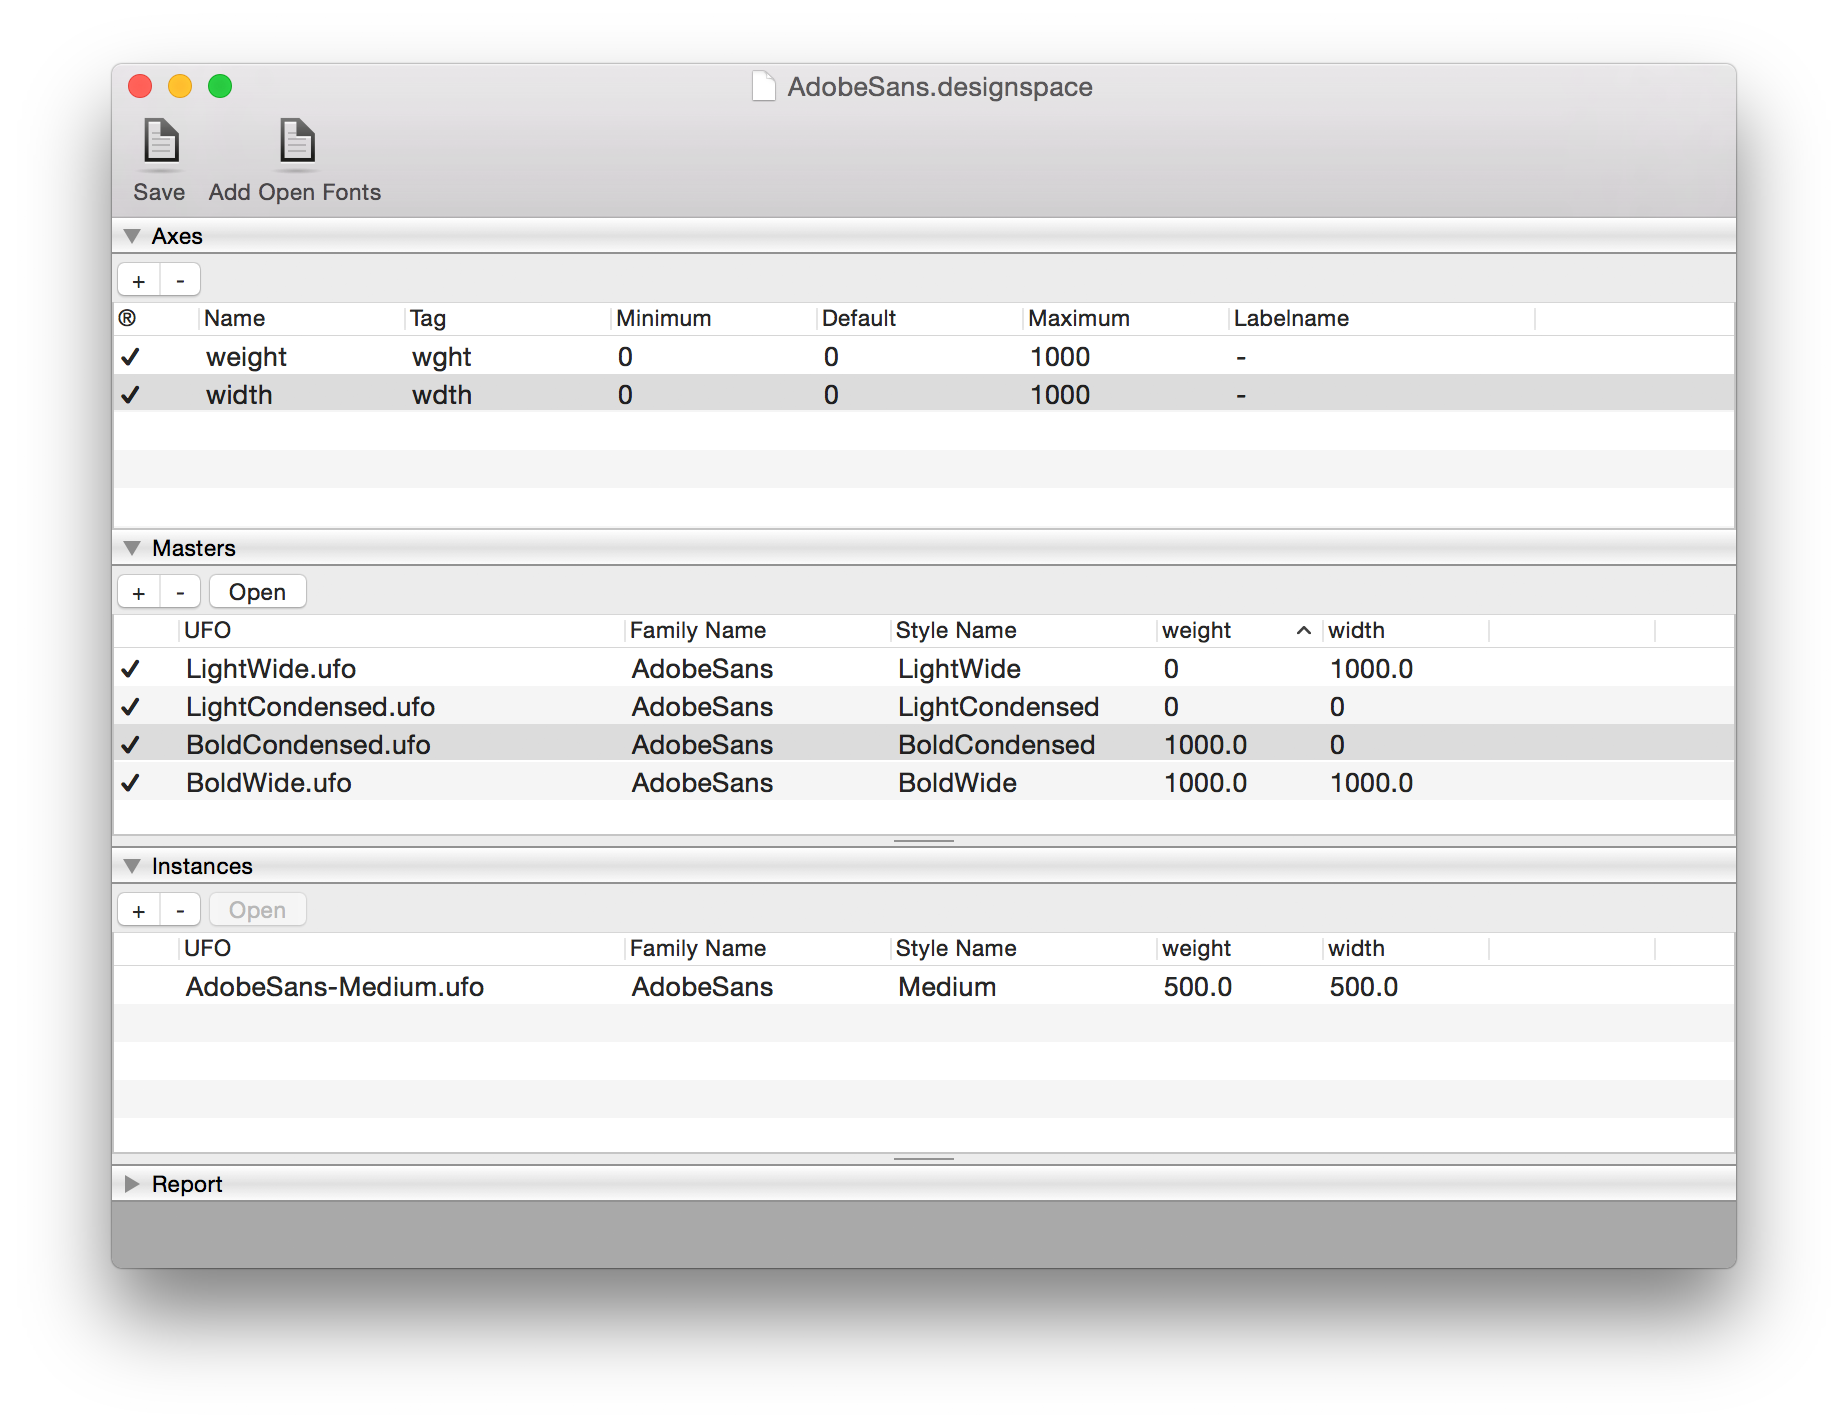 AdobeSans.designspace
Save Add Open Fonts
Axes
+ -
® Name Tag Minimum Default Maximum Labelname
✓ weight wght 0 0 1000 -
✓ width wdth 0 0 1000 -
Masters
+ - Open
UFO Family Name Style Name weight width
✓ LightWide.ufo AdobeSans LightWide 0 1000.0
✓ LightCondensed.ufo AdobeSans LightCondensed 0 0
✓ BoldCondensed.ufo AdobeSans BoldCondensed 1000.0 0
✓ BoldWide.ufo AdobeSans BoldWide 1000.0 1000.0
Instances
+ - Open
UFO Family Name Style Name weight width
AdobeSans-Medium.ufo AdobeSans Medium 500.0 500.0
Report